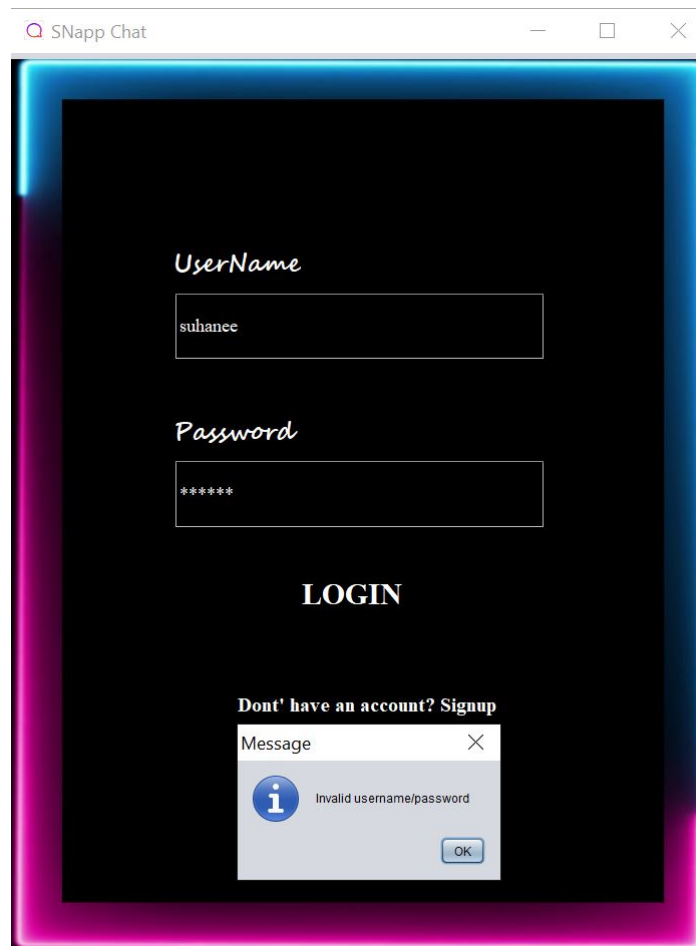 SNapp Chat
UserName
suhanee
Password
******
LOGIN
Dont' have an account? Signup
Message
Invalid username/password
OK